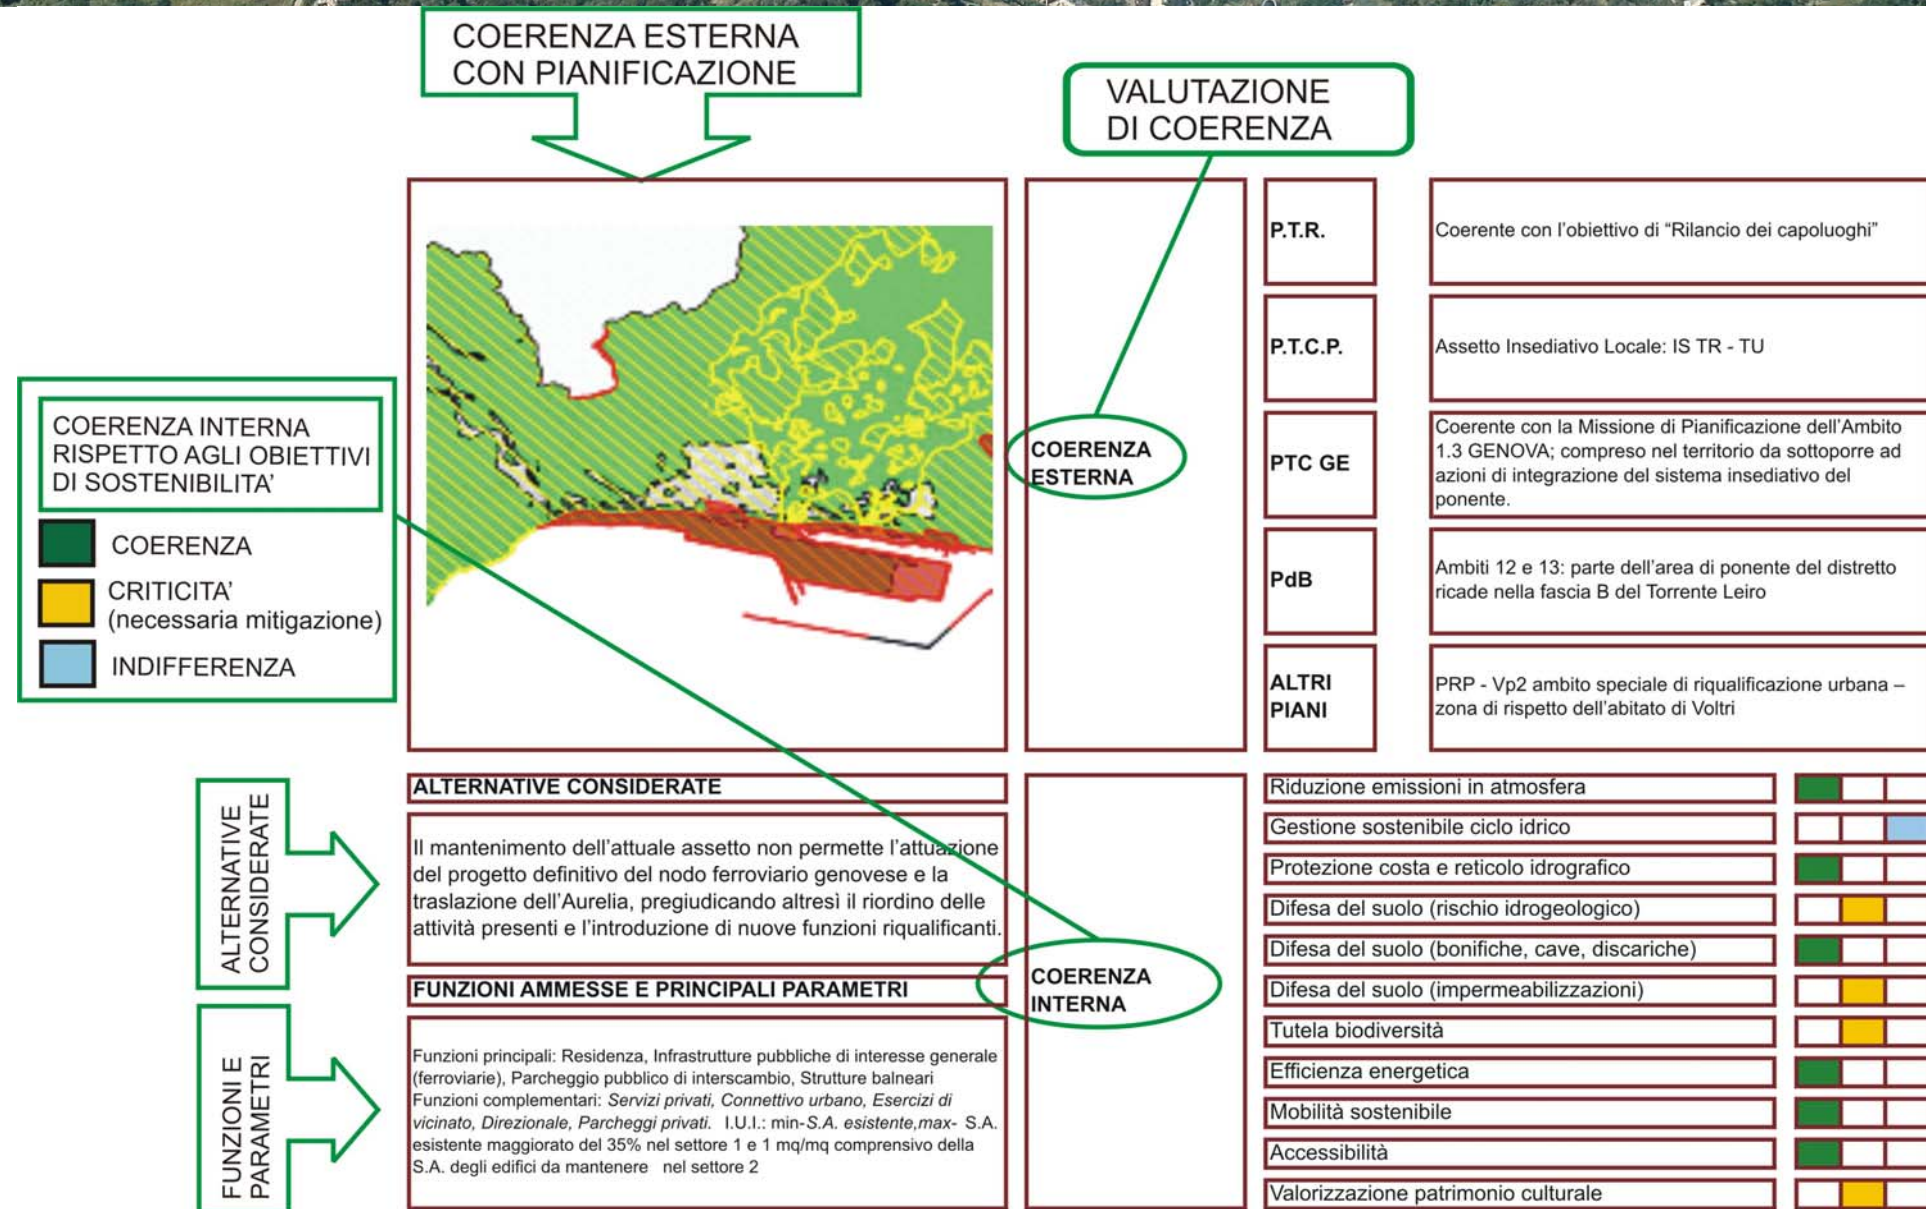 COERENZA ESTERNA
CON PIANIFICAZIONE
VALUTAZIONE
DI COERENZA
COERENZA INTERNA
RISPETTO AGLI OBIETTIVI
DI SOSTENIBILITA'
COERENZA
CRITICITA'
(necessaria mitigazione)
INDIFFERENZA
COERENZA
ESTERNA
P.T.R.
Coerente con l'obiettivo di “Rilancio dei capoluoghi”
P.T.C.P.
Assetto Insediativo Locale: IS TR - TU
PTC GE
Coerente con la Missione di Pianificazione dell'Ambito
1.3 GENOVA; compreso nel territorio da sottoporre ad
azioni di integrazione del sistema insediativo del
ponente.
PdB
Ambiti 12 e 13: parte dell'area di ponente del distretto
ricade nella fascia B del Torrente Leiro
ALTRI
PIANI
PRP - Vp2 ambito speciale di riqualificazione urbana –
zona di rispetto dell'abitato di Voltri
ALTERNATIVE
CONSIDERATE
ALTERNATIVE CONSIDERATE
Il mantenimento dell'attuale assetto non permette l'attuazione
del progetto definitivo del nodo ferroviario genovese e la
traslazione dell'Aurelia, pregiudicando altresì il riordino delle
attività presenti e l'introduzione di nuove funzioni riqualificanti.
FUNZIONI E
PARAMETRI
FUNZIONI AMMESSE E PRINCIPALI PARAMETRI
Funzioni principali: Residenza, Infrastrutture pubbliche di interesse generale
(ferroviarie), Parcheggio pubblico di interscambio, Strutture balneari
Funzioni complementari: Servizi privati, Connettivo urbano, Esercizi di
vicinato, Direzionale, Parcheggi privati. I.U.I.: min-S.A. esistente,max- S.A.
esistente maggiorato del 35% nel settore 1 e 1 mq/mq comprensivo della
S.A. degli edifici da mantenere nel settore 2
COERENZA
INTERNA
Riduzione emissioni in atmosfera
Gestione sostenibile ciclo idrico
Protezione costa e reticolo idrografico
Difesa del suolo (rischio idrogeologico)
Difesa del suolo (bonifiche, cave, discariche)
Difesa del suolo (impermeabilizzazioni)
Tutela biodiversità
Efficienza energetica
Mobilità sostenibile
Accessibilità
Valorizzazione patrimonio culturale